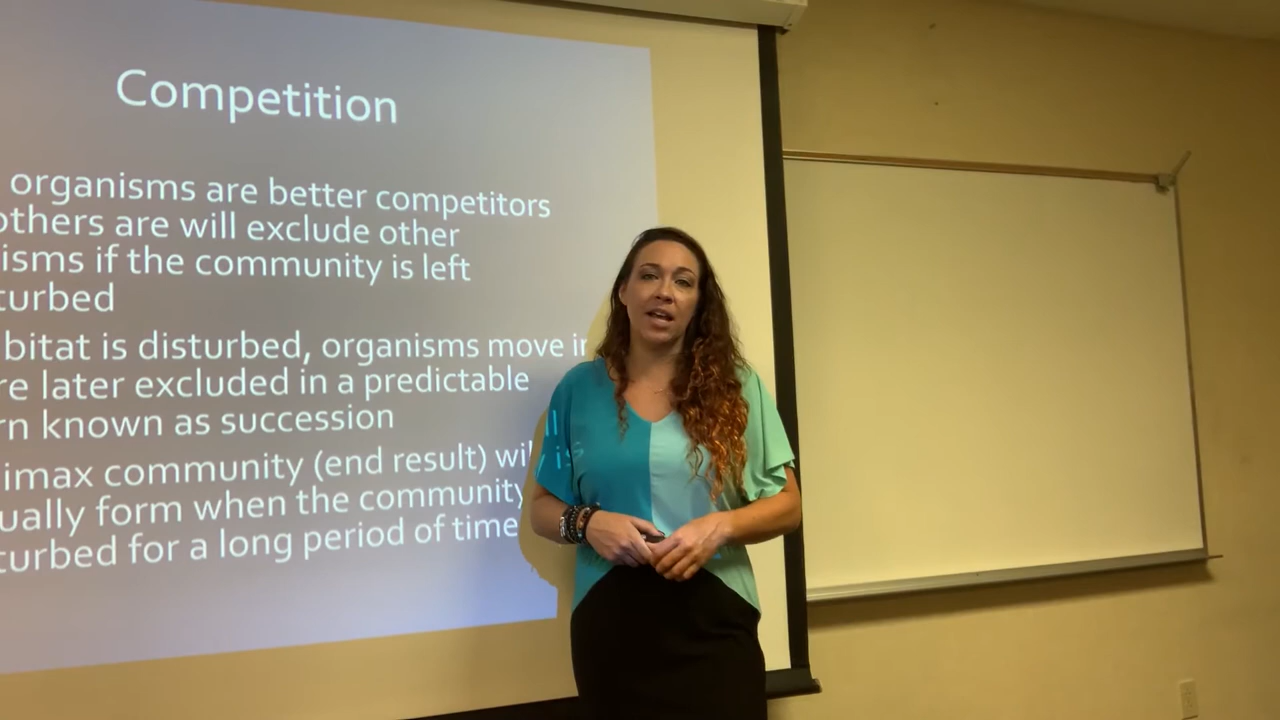 Competition
organisms are better competitors
others are will exclude other
isms if the community is left
turbed
bitat is disturbed, organisms move in
re later excluded in a predictable
rn known as succession
imax community (end result) wil
ually form when the community
turbed for a long period of time